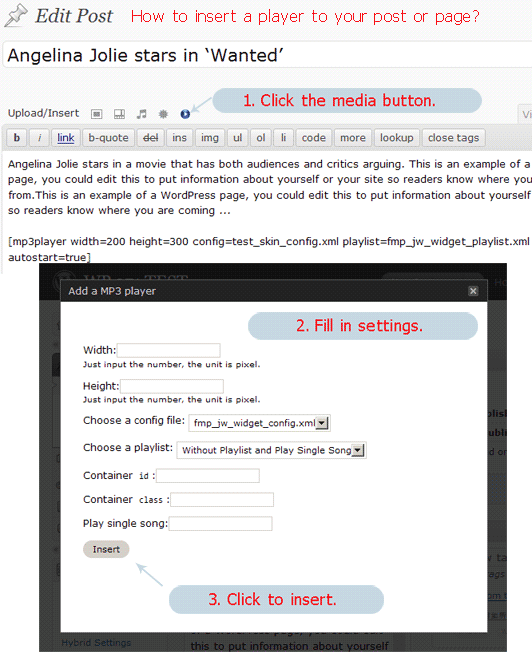 Edit Post How to insert a player to your post or page?
Angelina Jolie stars in ‘Wanted’
1. Click the media button.
Upload/Insert
b i link b-quote del ins img ul ol li code more lookup close tags
Angelina Jolie stars in a movie that has both audiences and critics arguing. This is an example of a
page, you could edit this to put information about yourself or your site so readers know where you
from.This is an example of a WordPress page, you could edit this to put information about yourself
so readers know where you are coming ...
[mp3player width=200 height=300 config=test_skin_config.xml playlist=fmp_jw_widget_playlist.xml
autostart=true]
Add a MP3 player
2. Fill in settings.
Width:
Just input the number, the unit is pixel.
Height:
Just input the number, the unit is pixel.
Choose a config file: fmp_jw_widget_config.xml
Choose a playlist: Without Playlist and Play Single Song
Container id :
Container class :
Play single song:
Insert
3. Click to insert.
Hybrid Settings
this to put information about